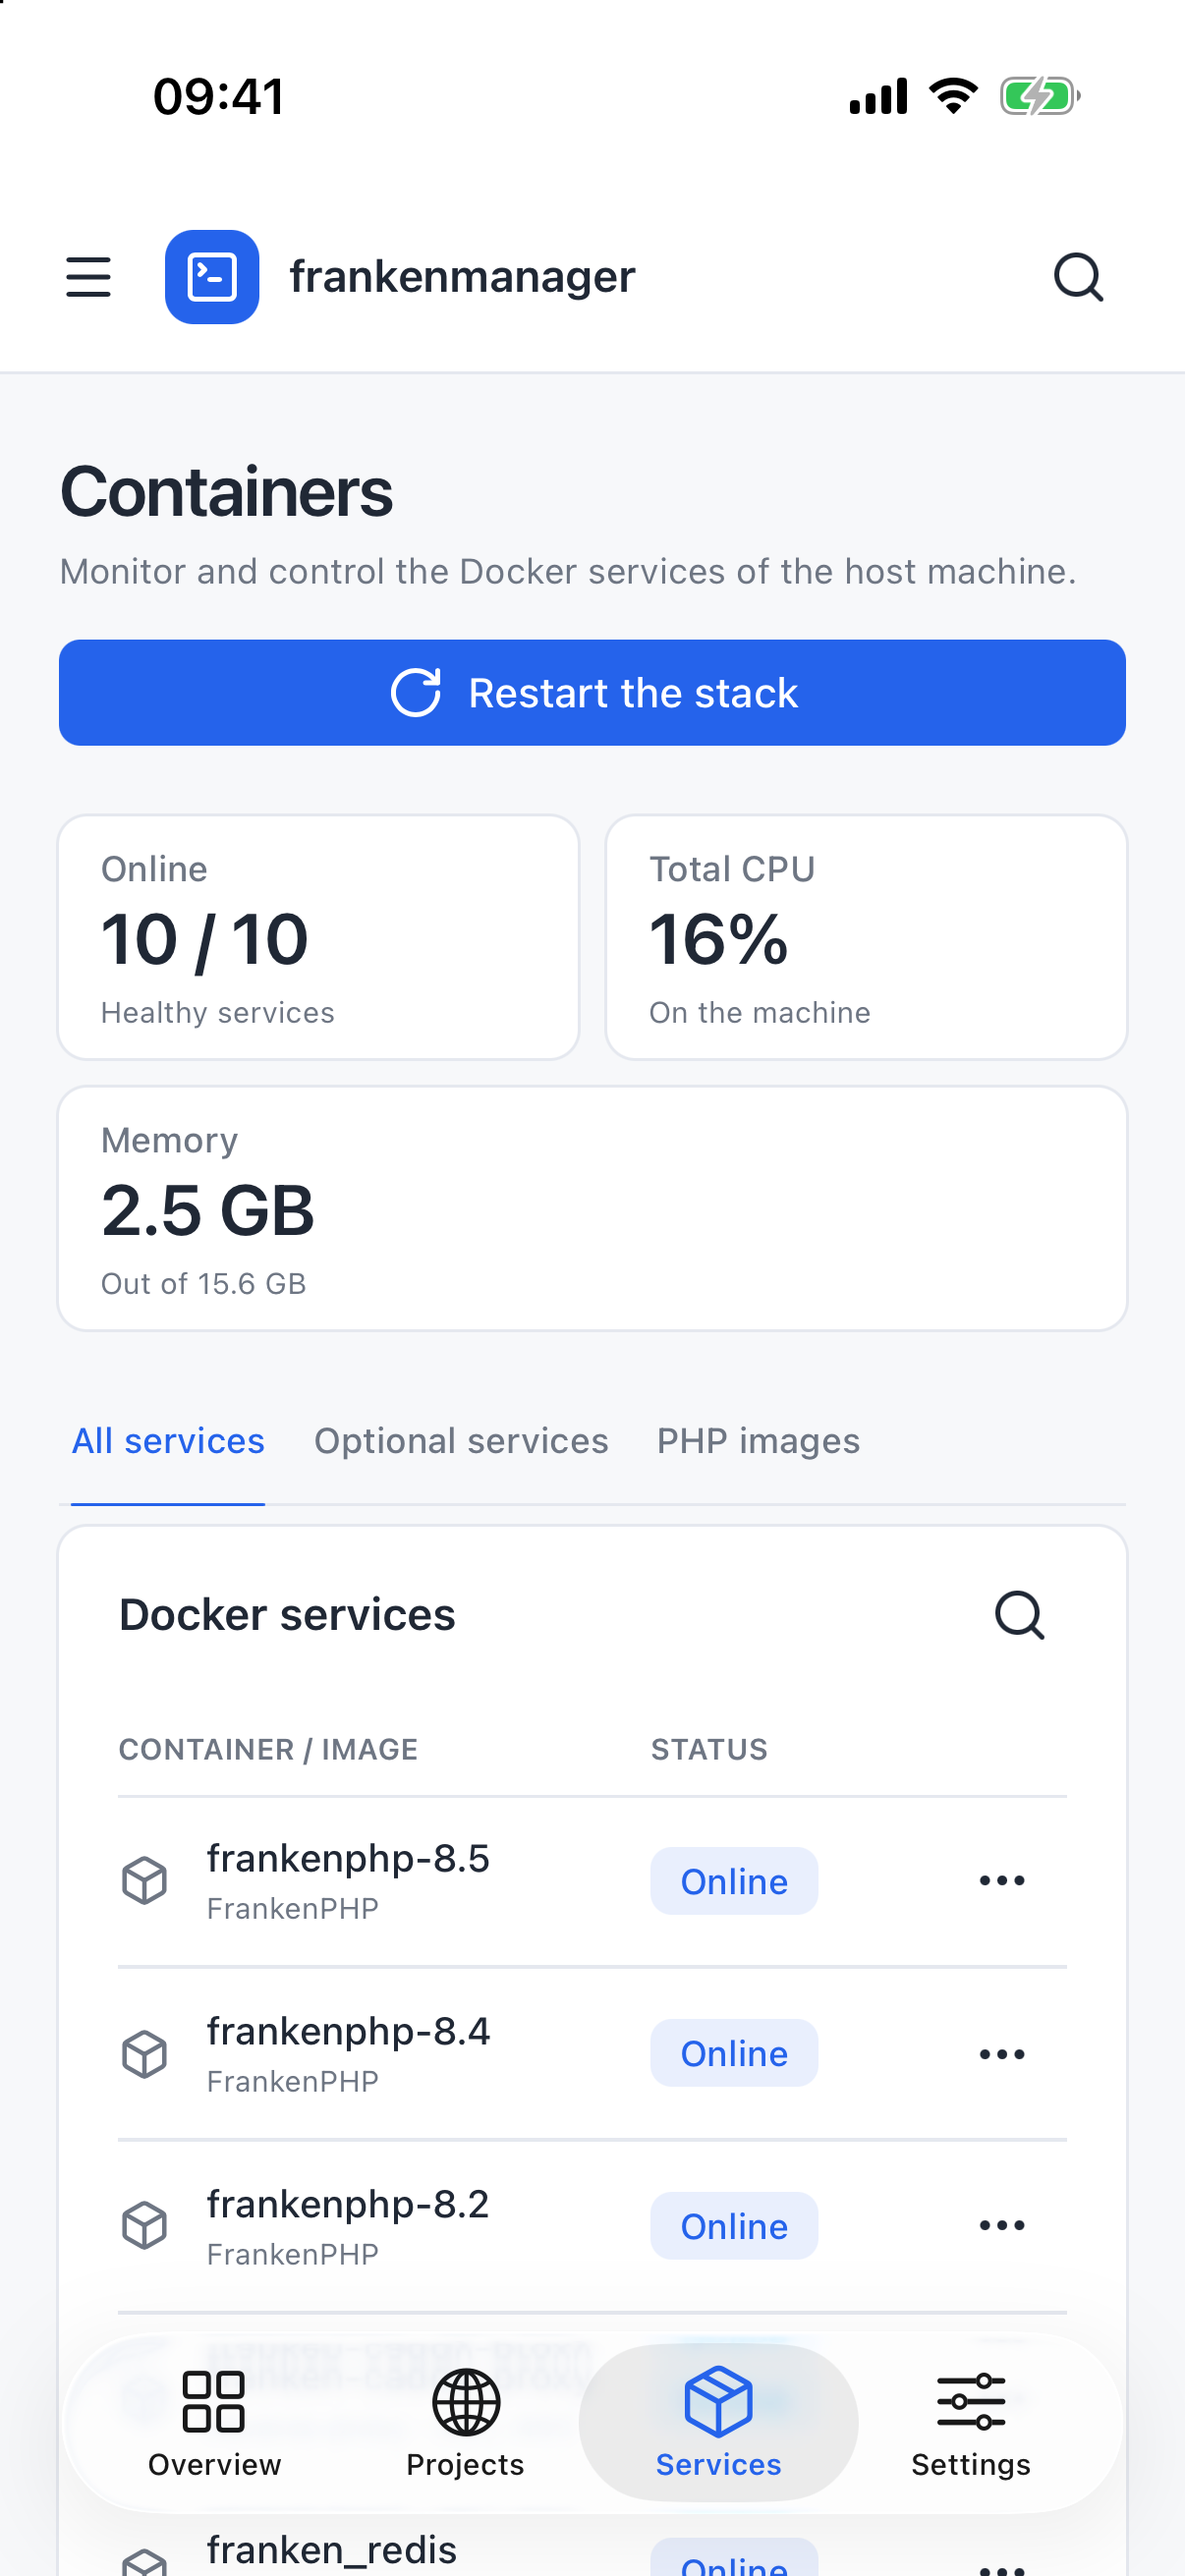 09:41
frankenmanager
Containers
Monitor and control the Docker services of the host machine.
Restart the stack
Online
10 / 10
Healthy services
Total CPU
16%
On the machine
Memory
2.5 GB
Out of 15.6 GB
All services
Optional services
PHP images
Docker services
CONTAINER / IMAGE
STATUS
frankenphp-8.5
FrankenPHP
Online
frankenphp-8.4
FrankenPHP
Online
frankenphp-8.2
FrankenPHP
Online
Overview
Projects
Services
Settings
franken_redis
Online